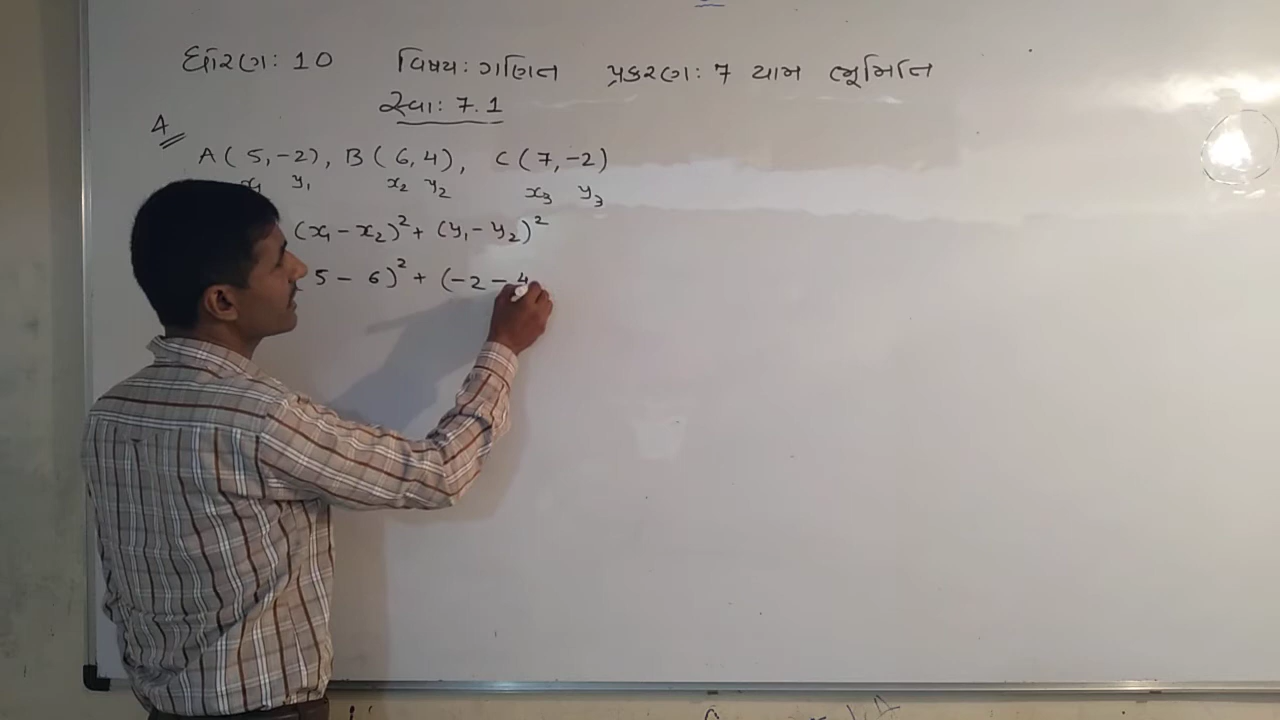 ધોરણ: 10 વિષય: ગણિત પ્રકરણ: 7 યામ ભૂમિતિ
સ્વા: 7.1
4
A ( 5, -2), B ( 6, 4), C ( 7, -2)
x₁ y₁ x₂ y₂ x₃ y₃
(x₁ - x₂)² + (y₁ - y₂)²
5 - 6)² + (-2 - 4